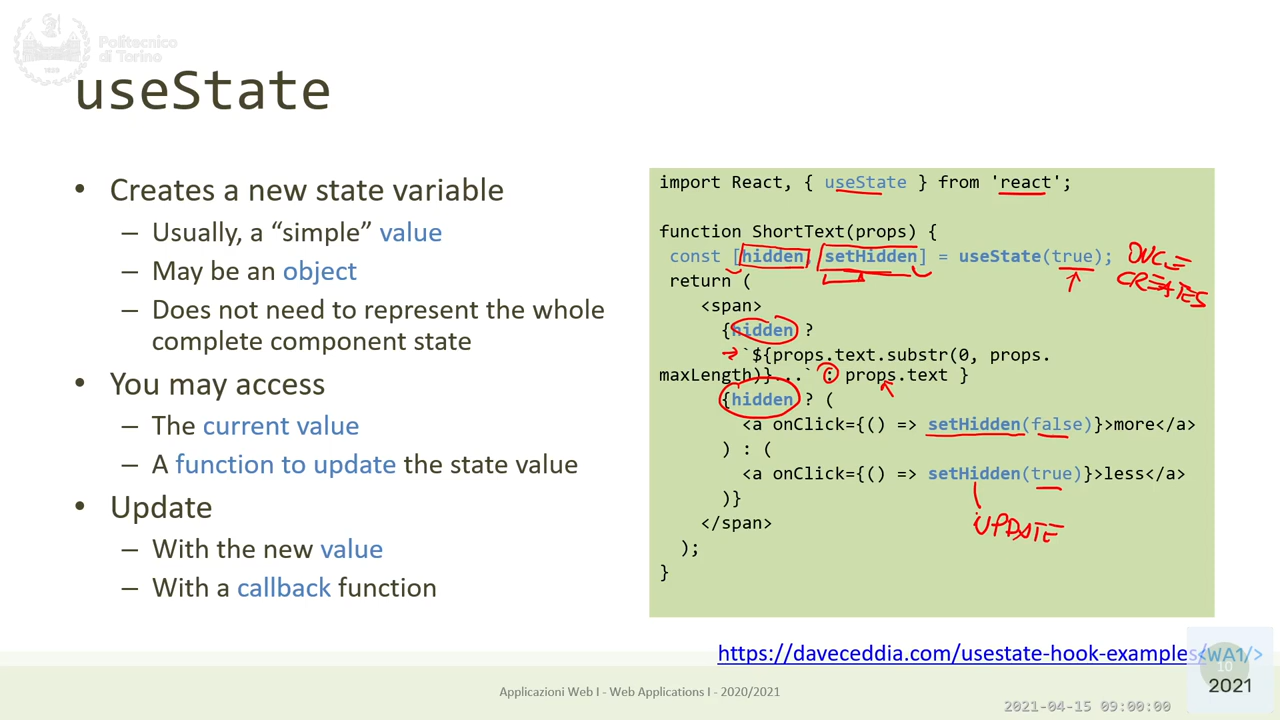 Politecnico
di Torino
useState
• Creates a new state variable
– Usually, a “simple” value
– May be an object
– Does not need to represent the whole
complete component state
• You may access
– The current value
– A function to update the state value
• Update
– With the new value
– With a callback function
import React, { useState } from 'react';
function ShortText(props) {
const [hidden, setHidden] = useState(true);
return (
<span>
{hidden ?
`${props.text.substr(0, props.
maxLength)}...` : props.text }
{hidden ? (
<a onClick={() => setHidden(false)}>more</a>
) : (
<a onClick={() => setHidden(true)}>less</a>
)}
</span>
);
}
ONCE
CREATES
UPDATE
https://daveceddia.com/usestate-hook-examples/
<WA1/>
10
2021
Applicazioni Web I - Web Applications I - 2020/2021
2021-04-15 09:00:00